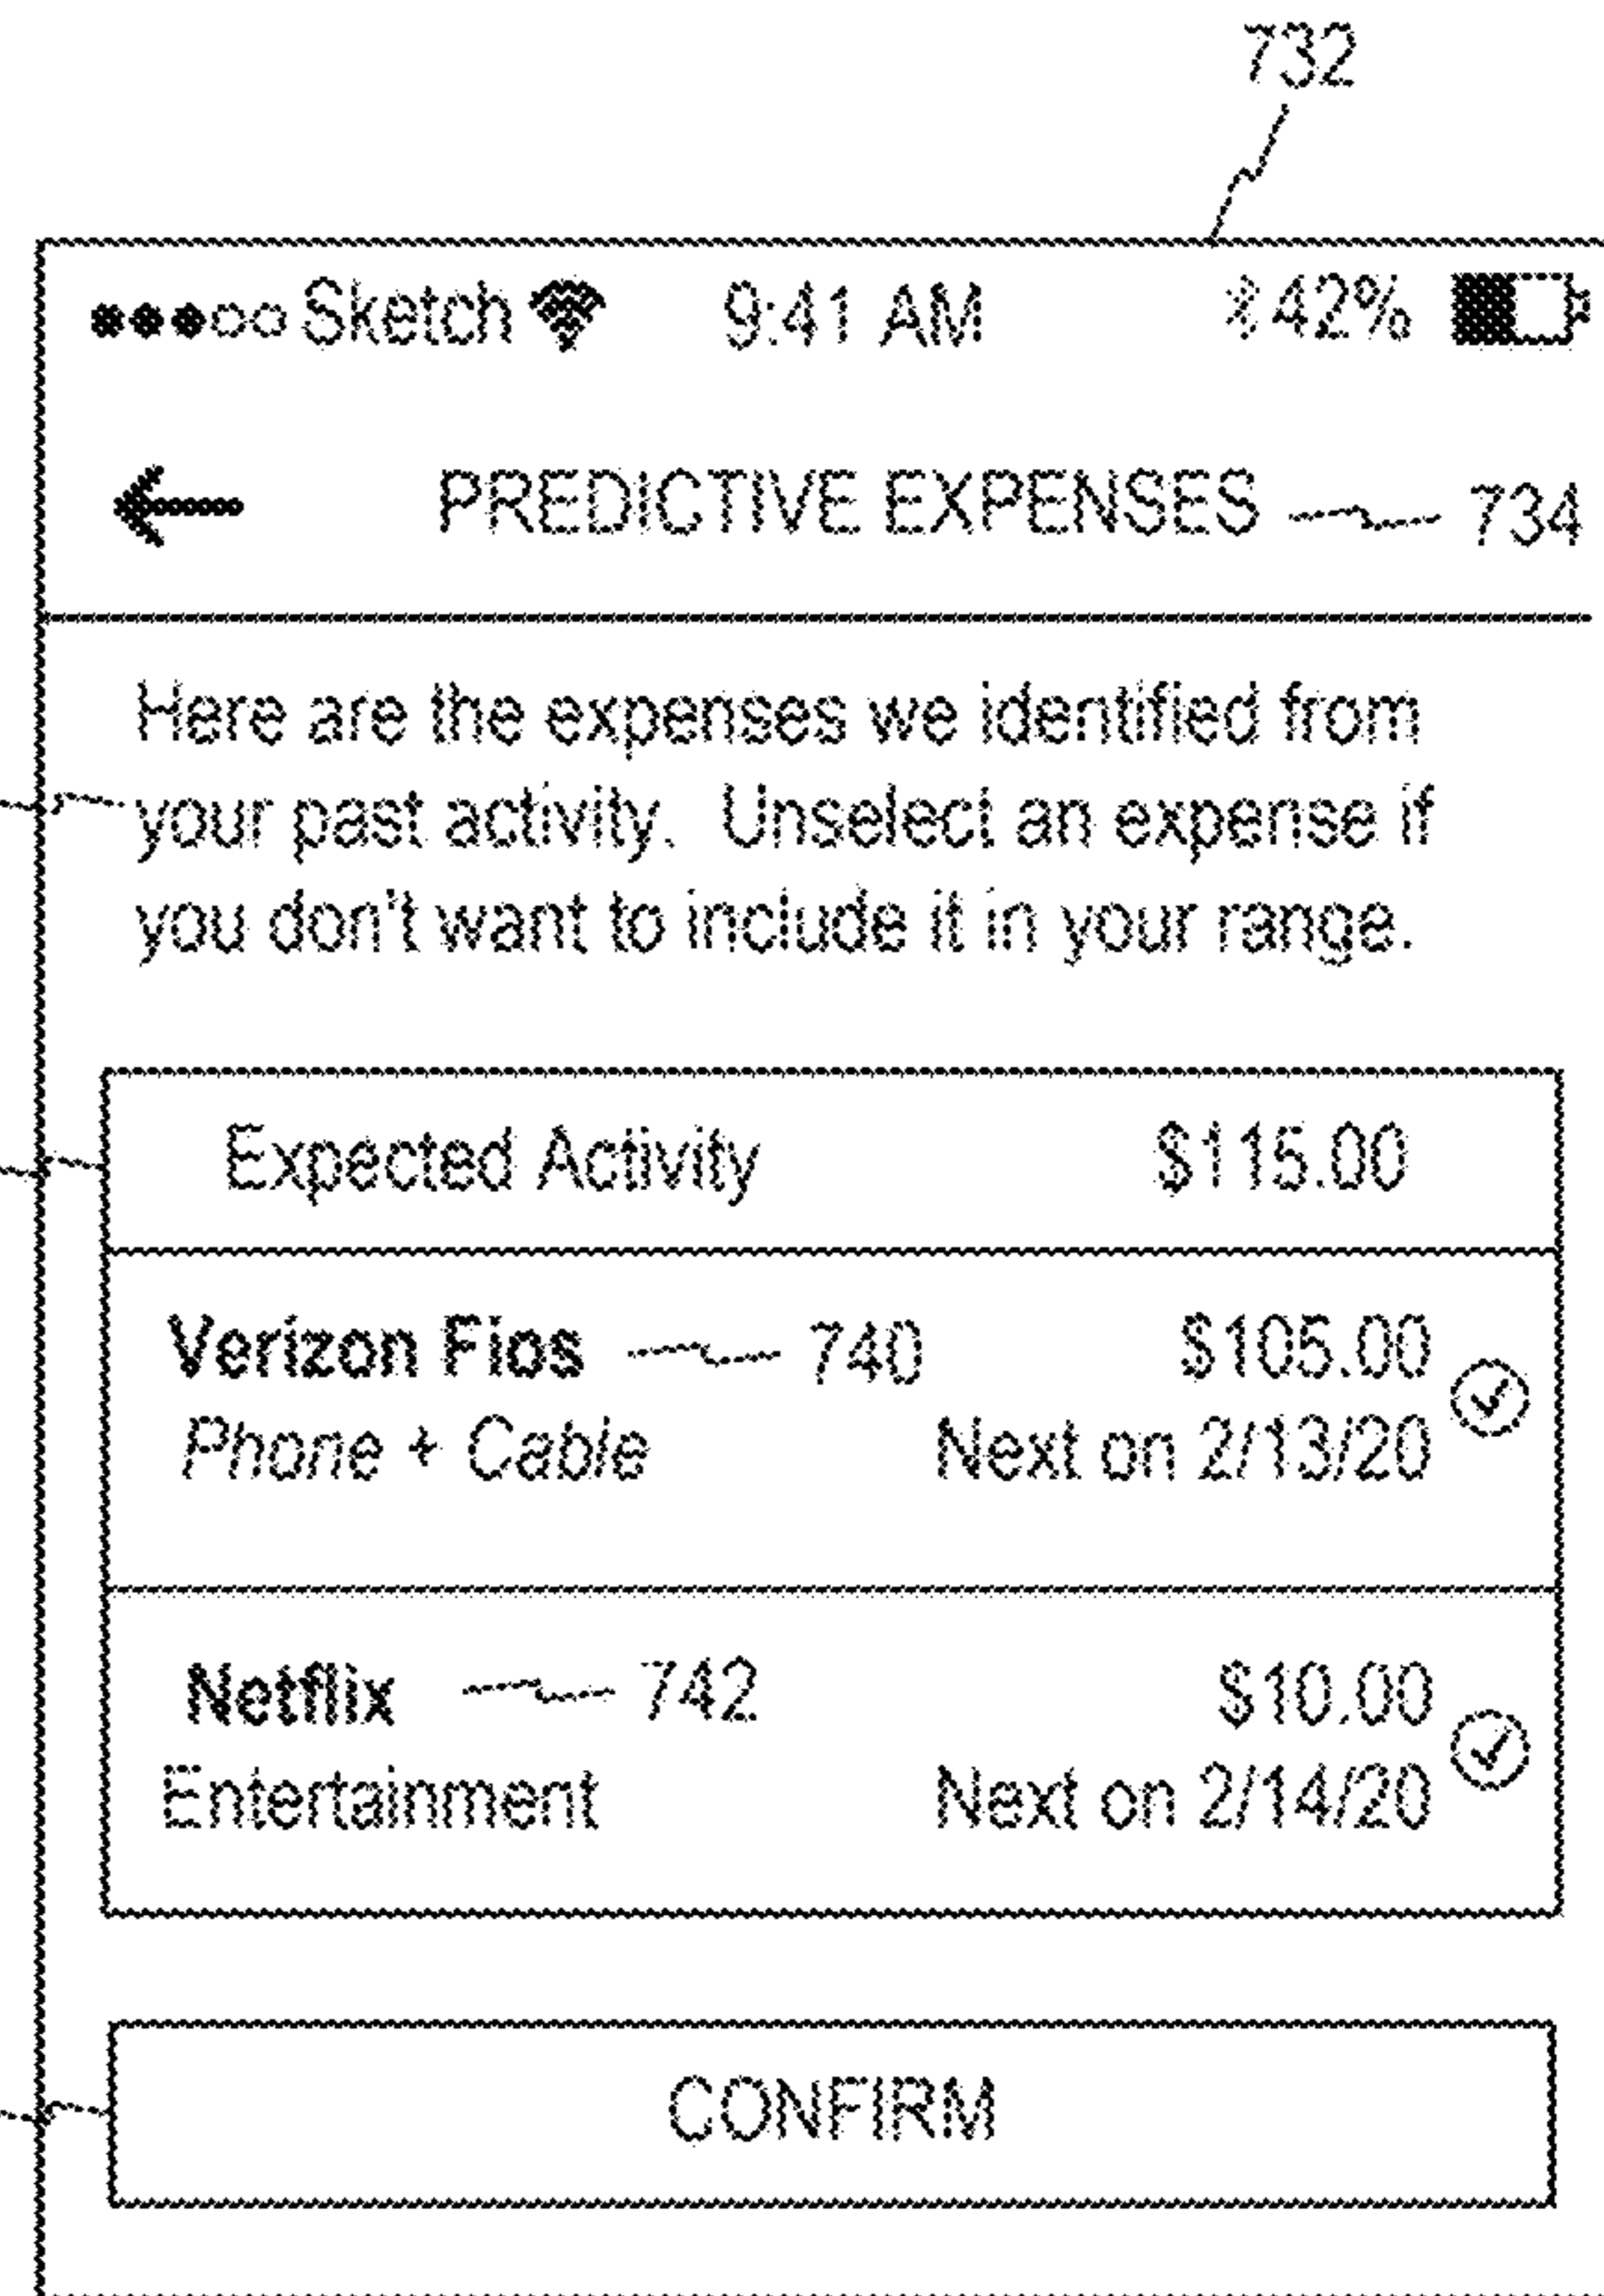 732
Sketch 9:41 AM 42%
PREDICTIVE EXPENSES 734
Here are the expenses we identified from
your past activity. Unselect an expense if
you don't want to include it in your range.
Expected Activity $115.00
Verizon Fios 740 $105.00
Phone + Cable Next on 2/13/20
Netflix 742 $10.00
Entertainment Next on 2/14/20
CONFIRM